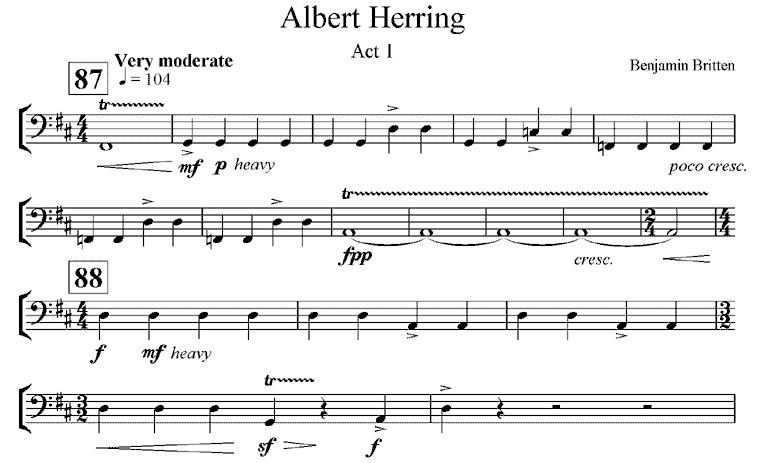 Albert Herring
Act 1
Benjamin Britten
87 Very moderate
♩ = 104
tr
mf p heavy poco cresc.
tr
fpp cresc.
88
f mf heavy
tr
sf f